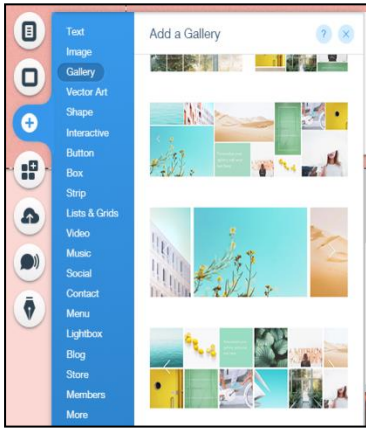 Add a Gallery
?
Text
Image
Gallery
Vector Art
Shape
Interactive
Button
Box
Strip
Lists & Grids
Video
Music
Social
Contact
Menu
Lightbox
Blog
Store
Members
More